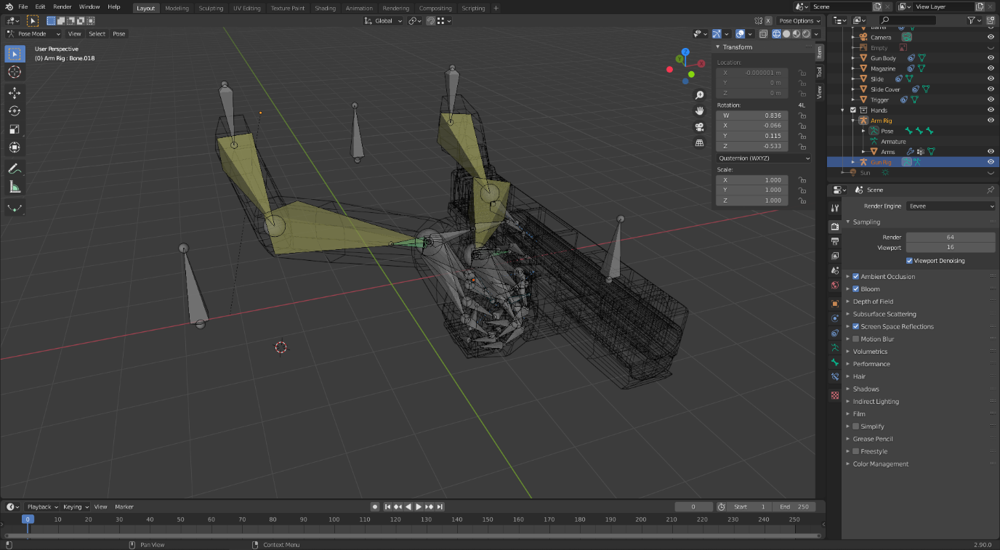 File Edit Render Window Help Layout Modeling Sculpting UV Editing Texture Paint Shading Animation Rendering Compositing Scripting + Scene View Layer
Global X Pose Options
Pose Mode View Select Pose
User Perspective
(0) Arm Rig : Bone.018
Z
Y
X
Transform
Location:
X -0.000001 m
Y 0 m
Z 0 m
Rotation: 4L
W 0.836
X -0.066
Y 0.115
Z -0.533
Quaternion (WXYZ)
Scale:
X 1.000
Y 1.000
Z 1.000
Item
Tool
View
Barrel
Camera
Empty
Gun Body
Magazine
Slide
Slide Cover
Trigger
Hands
Arm Rig
Pose
Armature
Arms
Gun Rig
Sun
Scene
Render Engine Eevee
Sampling
Render 64
Viewport 16
Viewport Denoising
Ambient Occlusion
Bloom
Depth of Field
Subsurface Scattering
Screen Space Reflections
Motion Blur
Volumetrics
Performance
Hair
Shadows
Indirect Lighting
Film
Simplify
Grease Pencil
Freestyle
Color Management
Playback Keying View Marker 0 Start 1 End 250
0 10 20 30 40 50 60 70 80 90 100 110 120 130 140 150 160 170 180 190 200 210 220 230 240 250
Pan View Context Menu 2.90.0